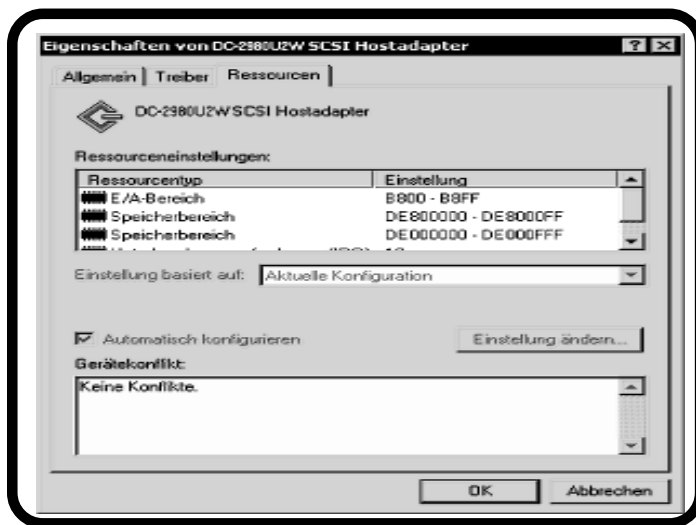 Eigenschaften von DC-2980U2W SCSI Hostadapter
Allgemein Treiber Ressourcen
DC-2980U2W SCSI Hostadapter
Ressourceneinstellungen:
Ressourcentyp Einstellung
E/A-Bereich B800 - B8FF
Speicherbereich DE800000 - DE8000FF
Speicherbereich DE000000 - DE000FFF
Einstellung basiert auf: Aktuelle Konfiguration
Automatisch konfigurieren Einstellung ändern...
Gerätekonflikt:
Keine Konflikte.
OK Abbrechen